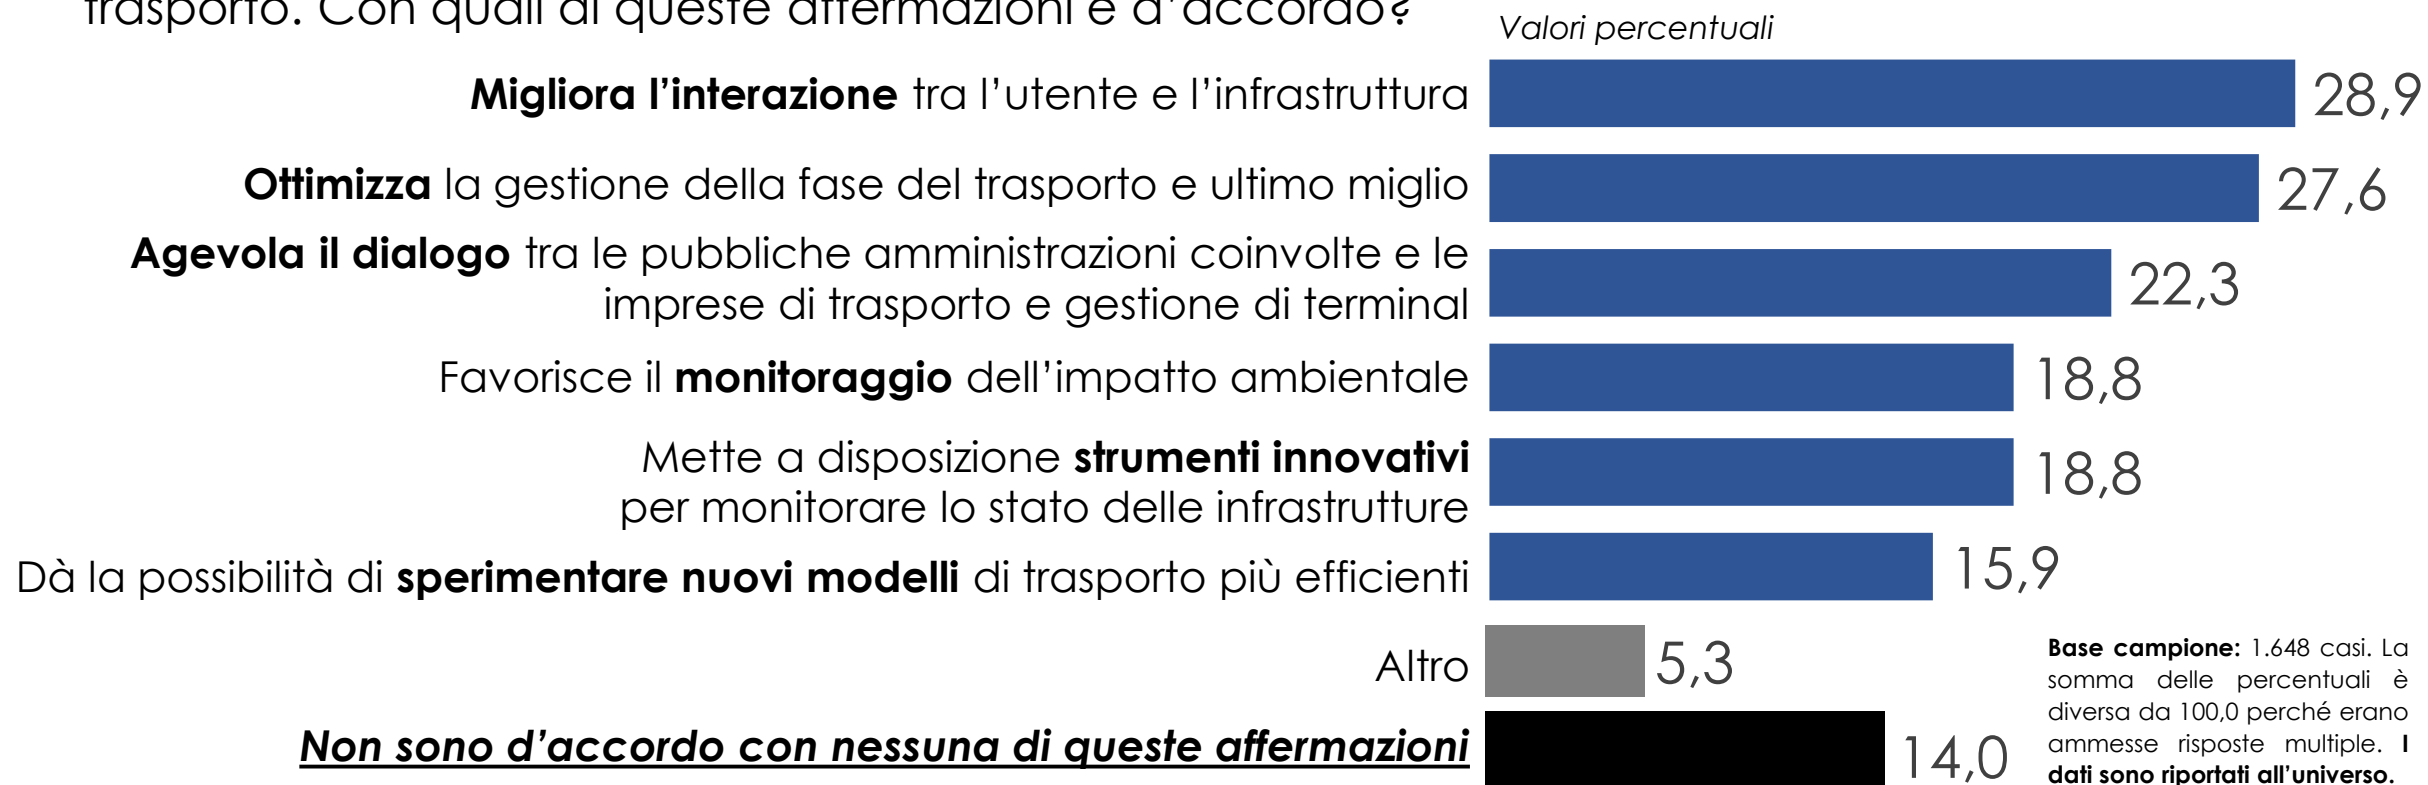 trasporto. Con quali di queste affermazioni è d’accordo?
Valori percentuali
Migliora l’interazione tra l’utente e l’infrastruttura
28,9
Ottimizza la gestione della fase del trasporto e ultimo miglio
27,6
Agevola il dialogo tra le pubbliche amministrazioni coinvolte e le
imprese di trasporto e gestione di terminal
22,3
Favorisce il monitoraggio dell’impatto ambientale
18,8
Mette a disposizione strumenti innovativi
per monitorare lo stato delle infrastrutture
18,8
Dà la possibilità di sperimentare nuovi modelli di trasporto più efficienti
15,9
Altro
5,3
Non sono d’accordo con nessuna di queste affermazioni
14,0
Base campione: 1.648 casi. La
somma delle percentuali è
diversa da 100,0 perché erano
ammesse risposte multiple. I
dati sono riportati all’universo.